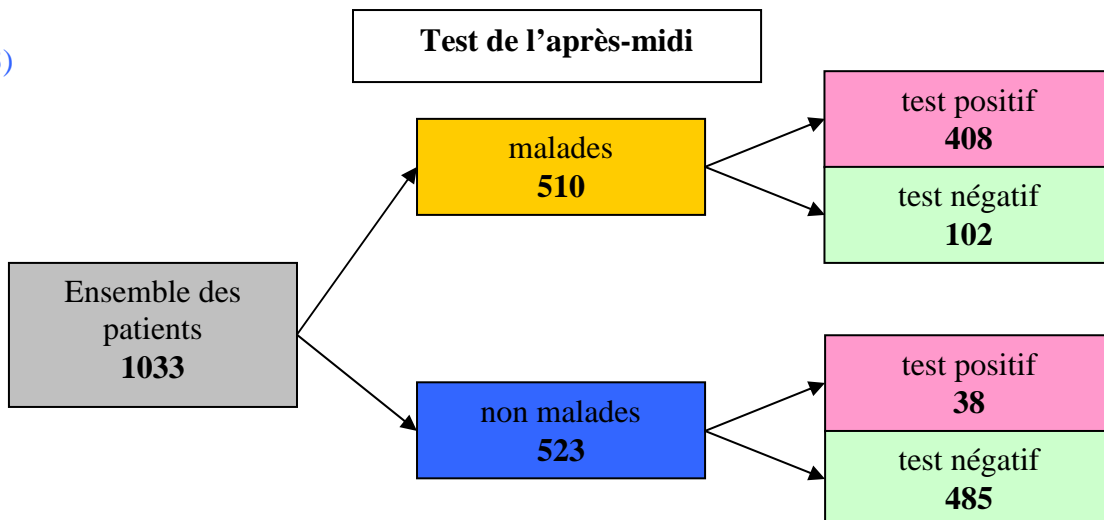 Test de l'après-midi
)
test positif
408
malades
510
test négatif
102
Ensemble des
patients
1033
test positif
38
non malades
523
test négatif
485